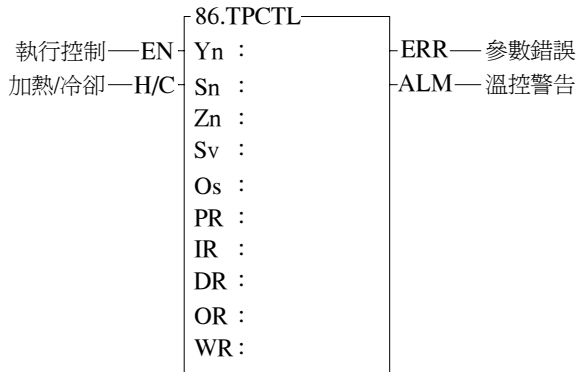 86.TPCTL
執行控制 EN Yn : ERR 參數錯誤
加熱/冷卻 H/C Sn : ALM 溫控警告
Zn :
Sv :
Os :
PR :
IR :
DR :
OR :
WR :